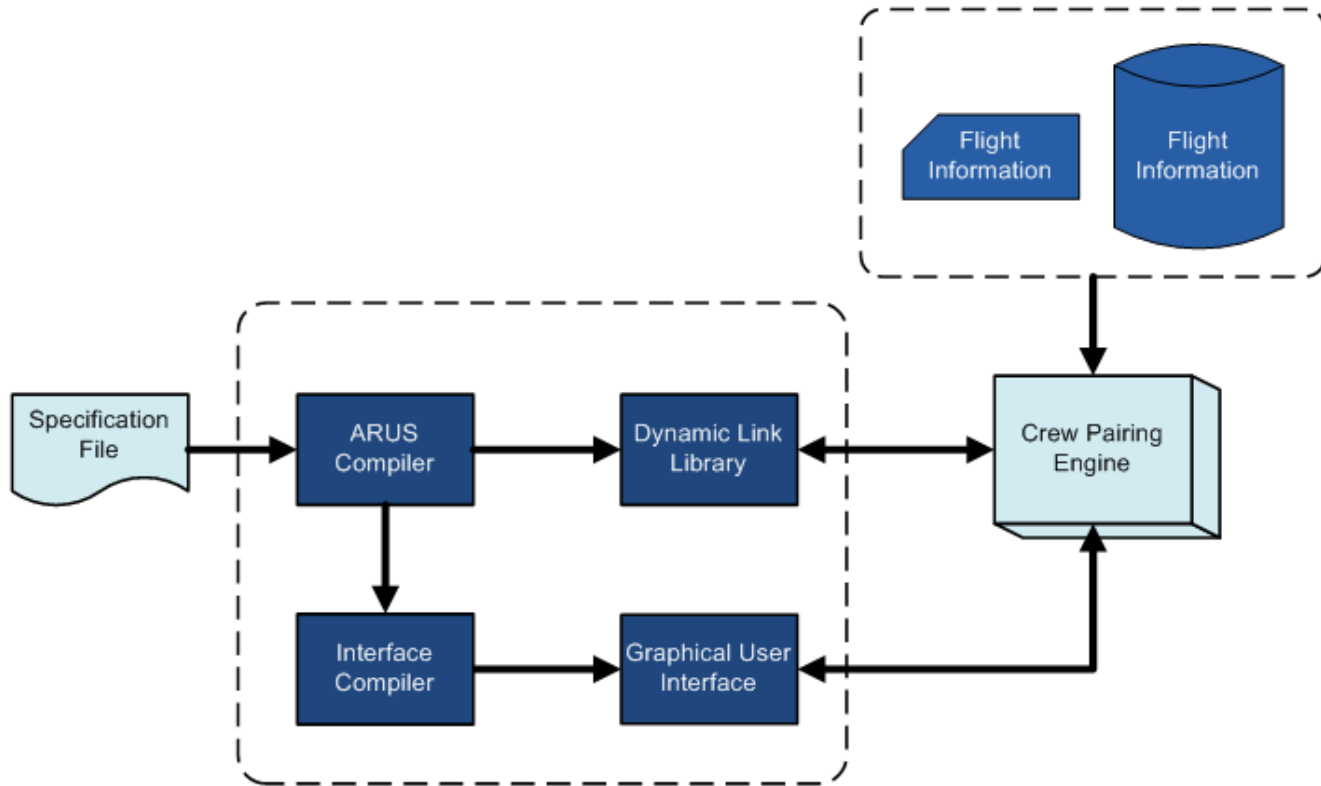 Flight
Information
Flight
Information
Specification
File
ARUS
Compiler
Dynamic Link
Library
Crew Pairing
Engine
Interface
Compiler
Graphical User
Interface